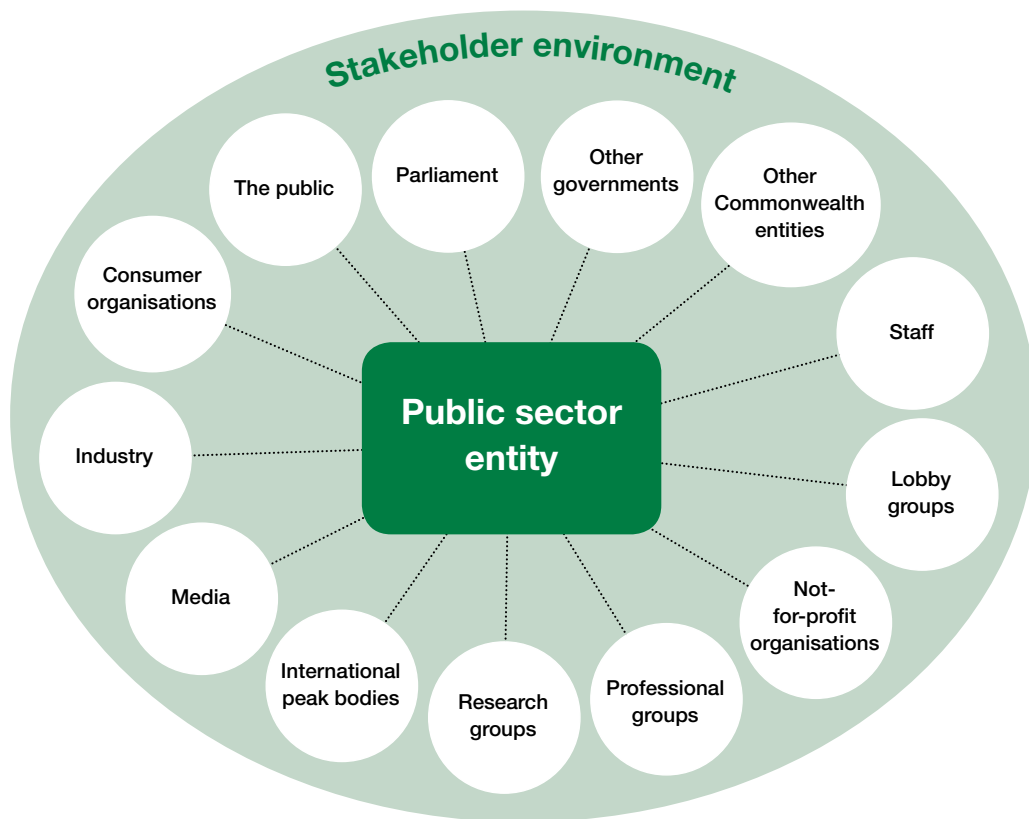 Stakeholder environment
The public
Parliament
Other
governments
Other
Commonwealth
entities
Consumer
organisations
Staff
Public sector
entity
Industry
Lobby
groups
Media
Not-
for-profit
organisations
International
peak bodies
Research
groups
Professional
groups